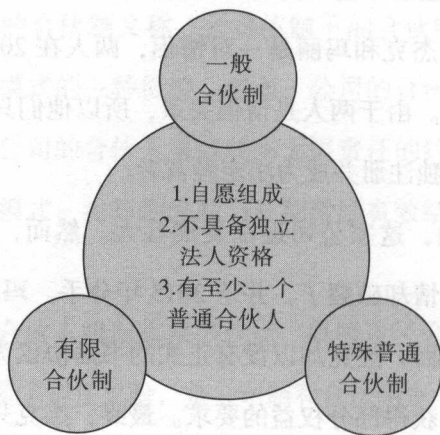 一般
合伙制
1.自愿组成
2.不具备独立
法人资格
3.有至少一个
普通合伙人
有限
合伙制
特殊普通
合伙制